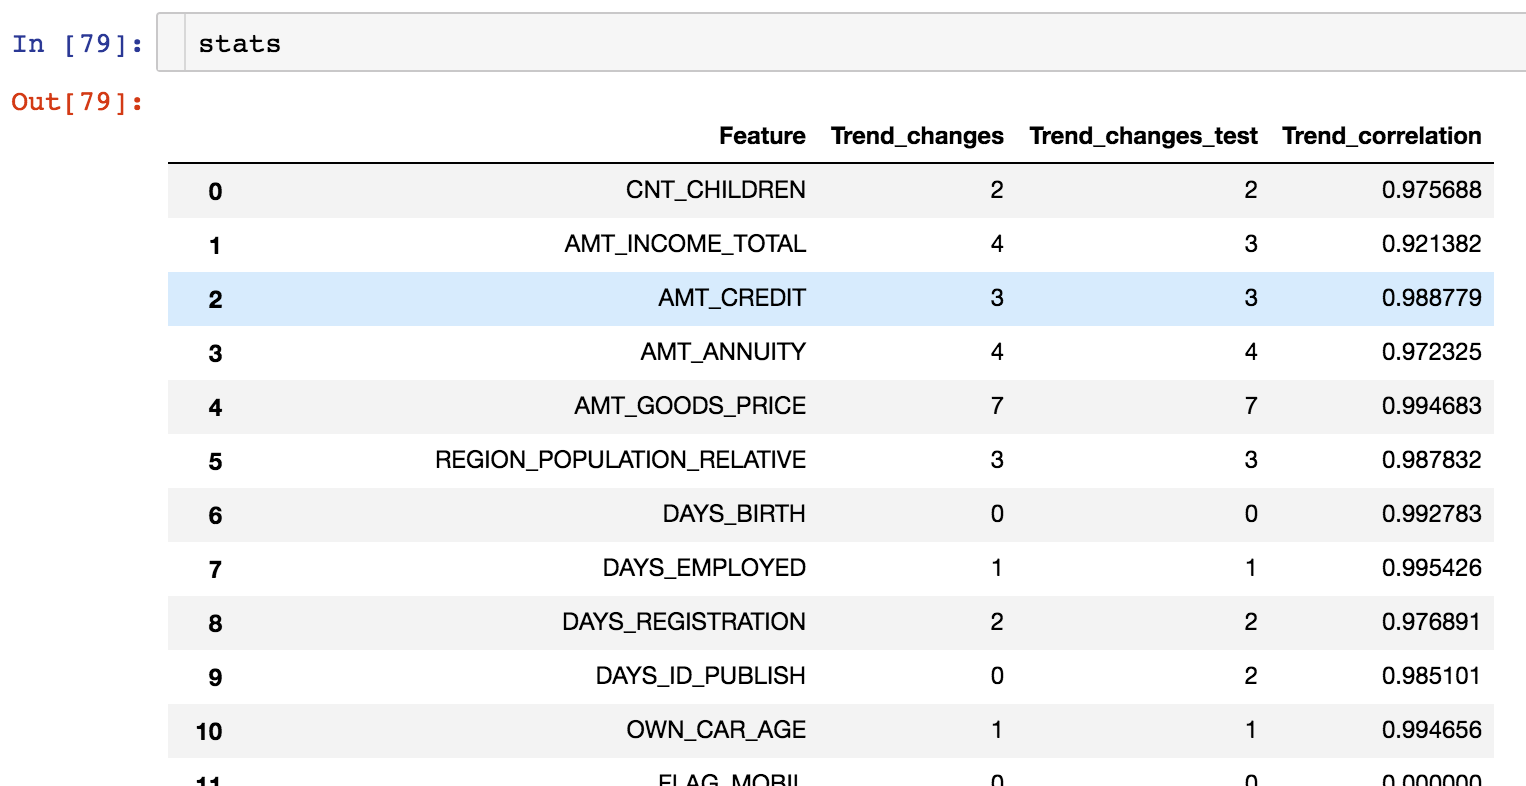 In [79]: stats
Out[79]:
Feature Trend_changes Trend_changes_test Trend_correlation
0 CNT_CHILDREN 2 2 0.975688
1 AMT_INCOME_TOTAL 4 3 0.921382
2 AMT_CREDIT 3 3 0.988779
3 AMT_ANNUITY 4 4 0.972325
4 AMT_GOODS_PRICE 7 7 0.994683
5 REGION_POPULATION_RELATIVE 3 3 0.987832
6 DAYS_BIRTH 0 0 0.992783
7 DAYS_EMPLOYED 1 1 0.995426
8 DAYS_REGISTRATION 2 2 0.976891
9 DAYS_ID_PUBLISH 0 2 0.985101
10 OWN_CAR_AGE 1 1 0.994656
11 FLAG_MOBIL 0 0 0.000000